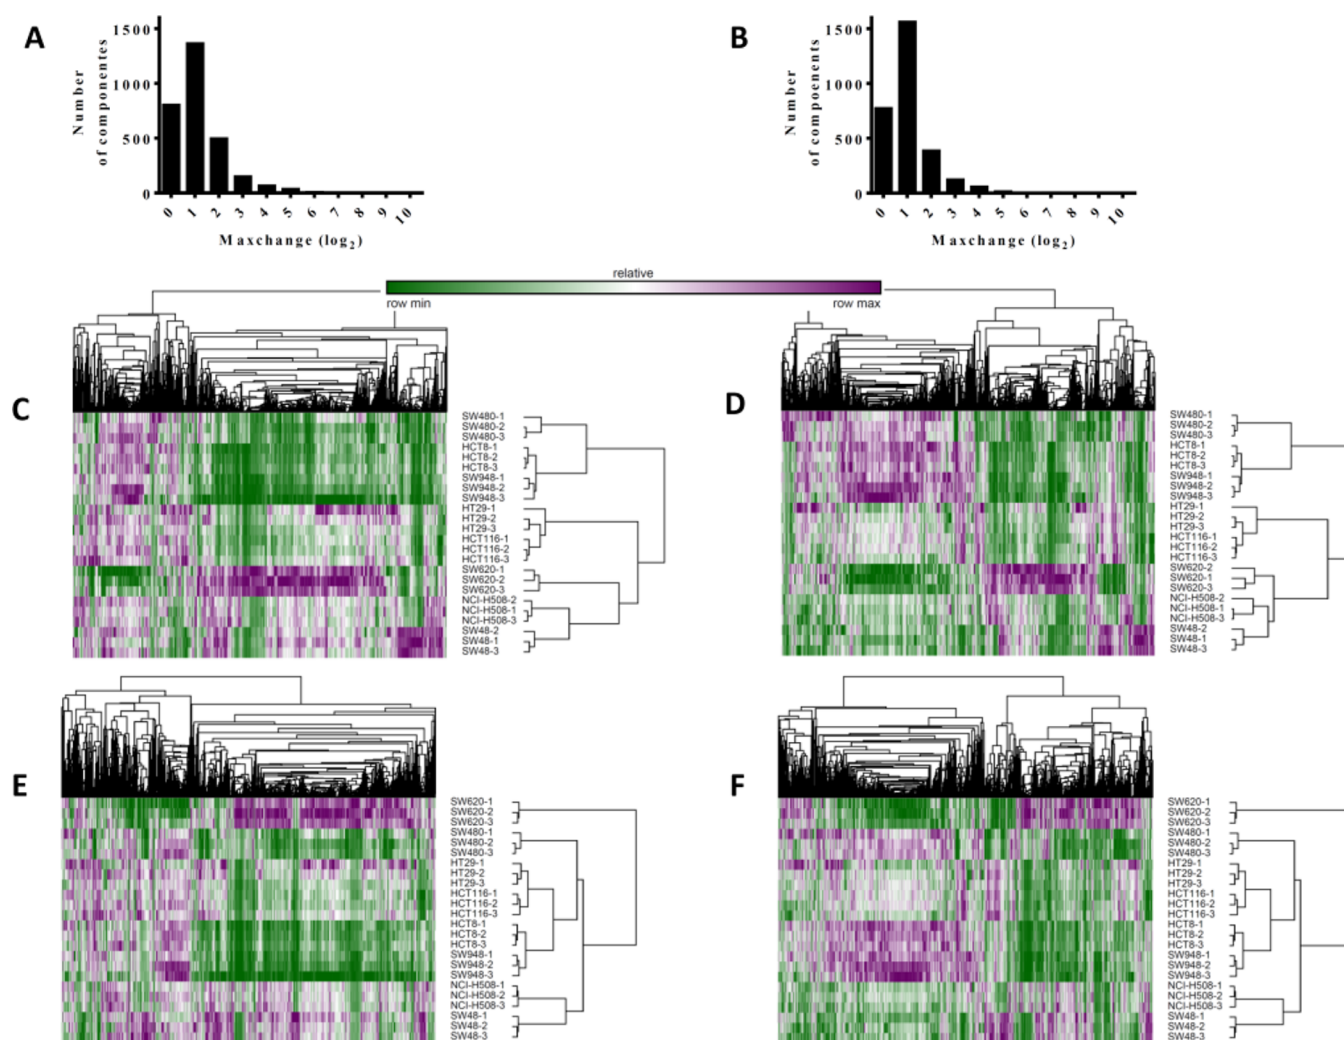 A
1500
1000
500
0
Number
of compoenentes
0 1 2 3 4 5 6 7 8 9 10
Maxchange (log2)
B
1500
1000
500
0
Number
of compoenents
0 1 2 3 4 5 6 7 8 9 10
Maxchange (log2)
relative
row min
row max
C
SW480-1
SW480-2
SW480-3
HCT8-1
HCT8-2
HCT8-3
SW948-1
SW948-2
SW948-3
HT29-1
HT29-2
HT29-3
HCT116-1
HCT116-2
HCT116-3
SW620-1
SW620-2
SW620-3
NCI-H508-2
NCI-H508-1
NCI-H508-3
SW48-2
SW48-1
SW48-3
D
SW480-1
SW480-2
SW480-3
HCT8-1
HCT8-2
HCT8-3
SW948-1
SW948-2
SW948-3
HT29-1
HT29-2
HT29-3
HCT116-1
HCT116-2
HCT116-3
SW620-2
SW620-1
SW620-3
NCI-H508-2
NCI-H508-1
NCI-H508-3
SW48-2
SW48-1
SW48-3
E
SW620-1
SW620-2
SW620-3
SW480-1
SW480-2
SW480-3
HT29-1
HT29-2
HT29-3
HCT116-1
HCT116-2
HCT116-3
HCT8-1
HCT8-2
HCT8-3
SW948-1
SW948-2
SW948-3
NCI-H508-1
NCI-H508-2
NCI-H508-3
SW48-1
SW48-2
SW48-3
F
SW620-1
SW620-2
SW620-3
SW480-1
SW480-2
SW480-3
HT29-1
HT29-2
HT29-3
HCT116-1
HCT116-2
HCT116-3
HCT8-1
HCT8-2
HCT8-3
SW948-1
SW948-2
SW948-3
NCI-H508-1
NCI-H508-2
NCI-H508-3
SW48-1
SW48-2
SW48-3